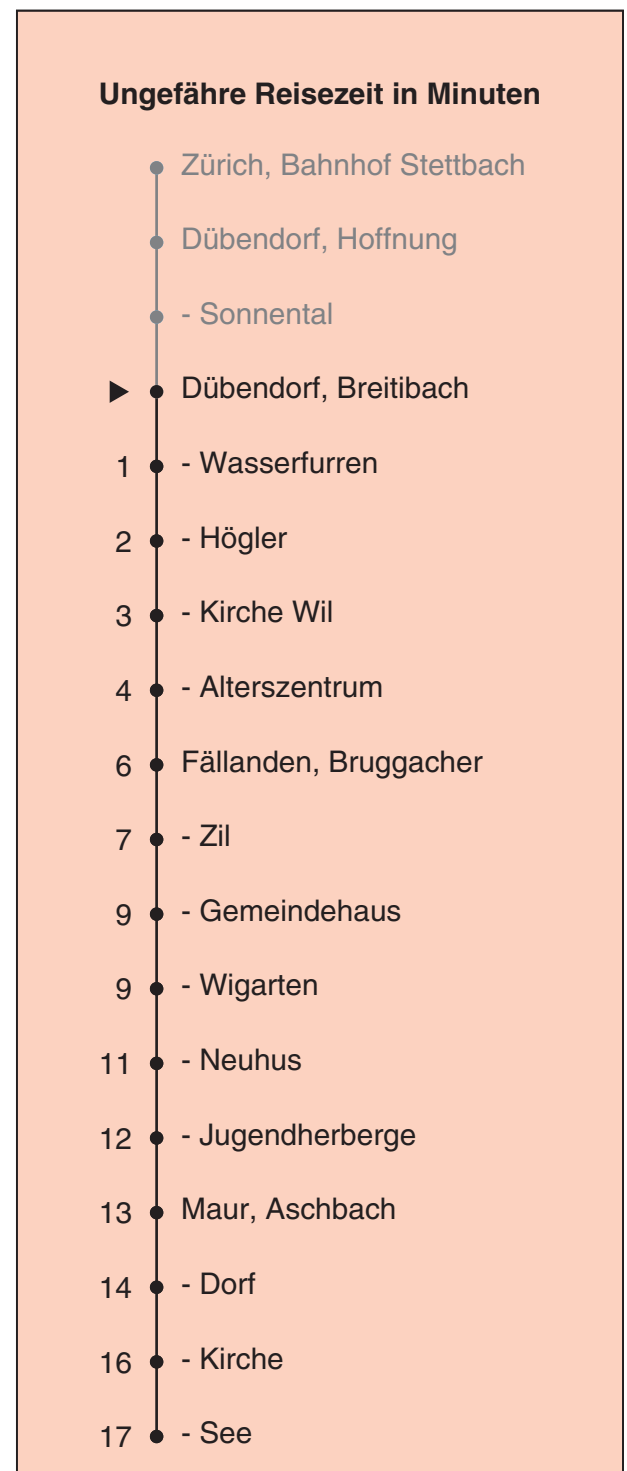 Ungefähre Reisezeit in Minuten
Zürich, Bahnhof Stettbach
Dübendorf, Hoffnung
- Sonnental
Dübendorf, Breitibach
1 - Wasserfurren
2 - Högler
3 - Kirche Wil
4 - Alterszentrum
6 Fällanden, Bruggacher
7 - Zil
9 - Gemeindehaus
9 - Wigarten
11 - Neuhus
12 - Jugendherberge
13 Maur, Aschbach
14 - Dorf
16 - Kirche
17 - See